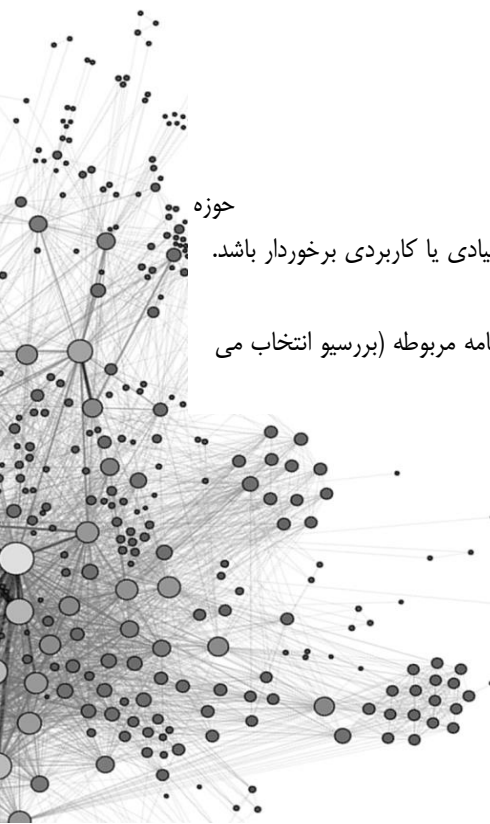 حوزه
یادی یا کاربردی برخوردار باشد.
امه مربوطه (بررسیو انتخاب می